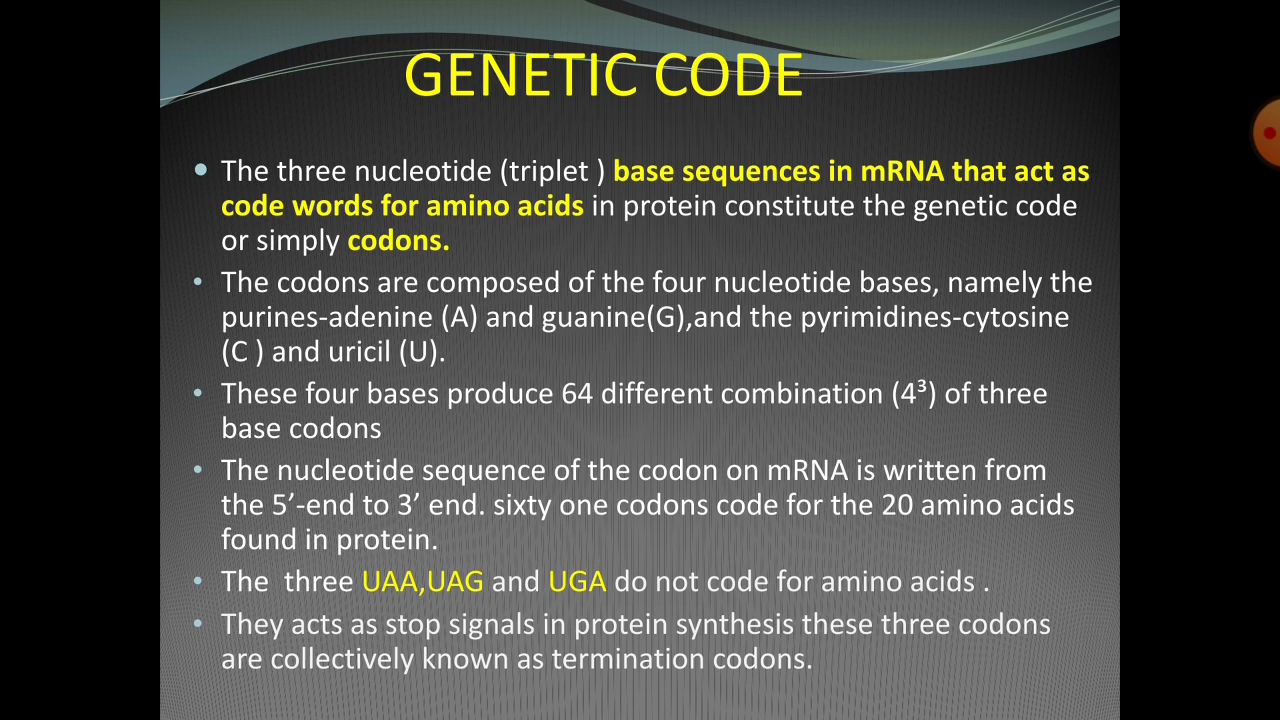 GENETIC CODE
• The three nucleotide (triplet ) base sequences in mRNA that act as
code words for amino acids in protein constitute the genetic code
or simply codons.
• The codons are composed of the four nucleotide bases, namely the
purines-adenine (A) and guanine(G),and the pyrimidines-cytosine
(C ) and uricil (U).
• These four bases produce 64 different combination (4³) of three
base codons
• The nucleotide sequence of the codon on mRNA is written from
the 5’-end to 3’ end. sixty one codons code for the 20 amino acids
found in protein.
• The  three UAA,UAG and UGA do not code for amino acids .
• They acts as stop signals in protein synthesis these three codons
are collectively known as termination codons.